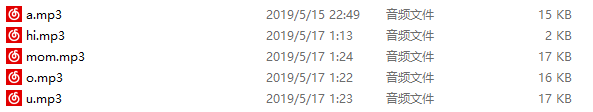 a.mp3 2019/5/15 22:49 音频文件 15 KB
hi.mp3 2019/5/17 1:13 音频文件 2 KB
mom.mp3 2019/5/17 1:24 音频文件 17 KB
o.mp3 2019/5/17 1:22 音频文件 16 KB
u.mp3 2019/5/17 1:23 音频文件 17 KB